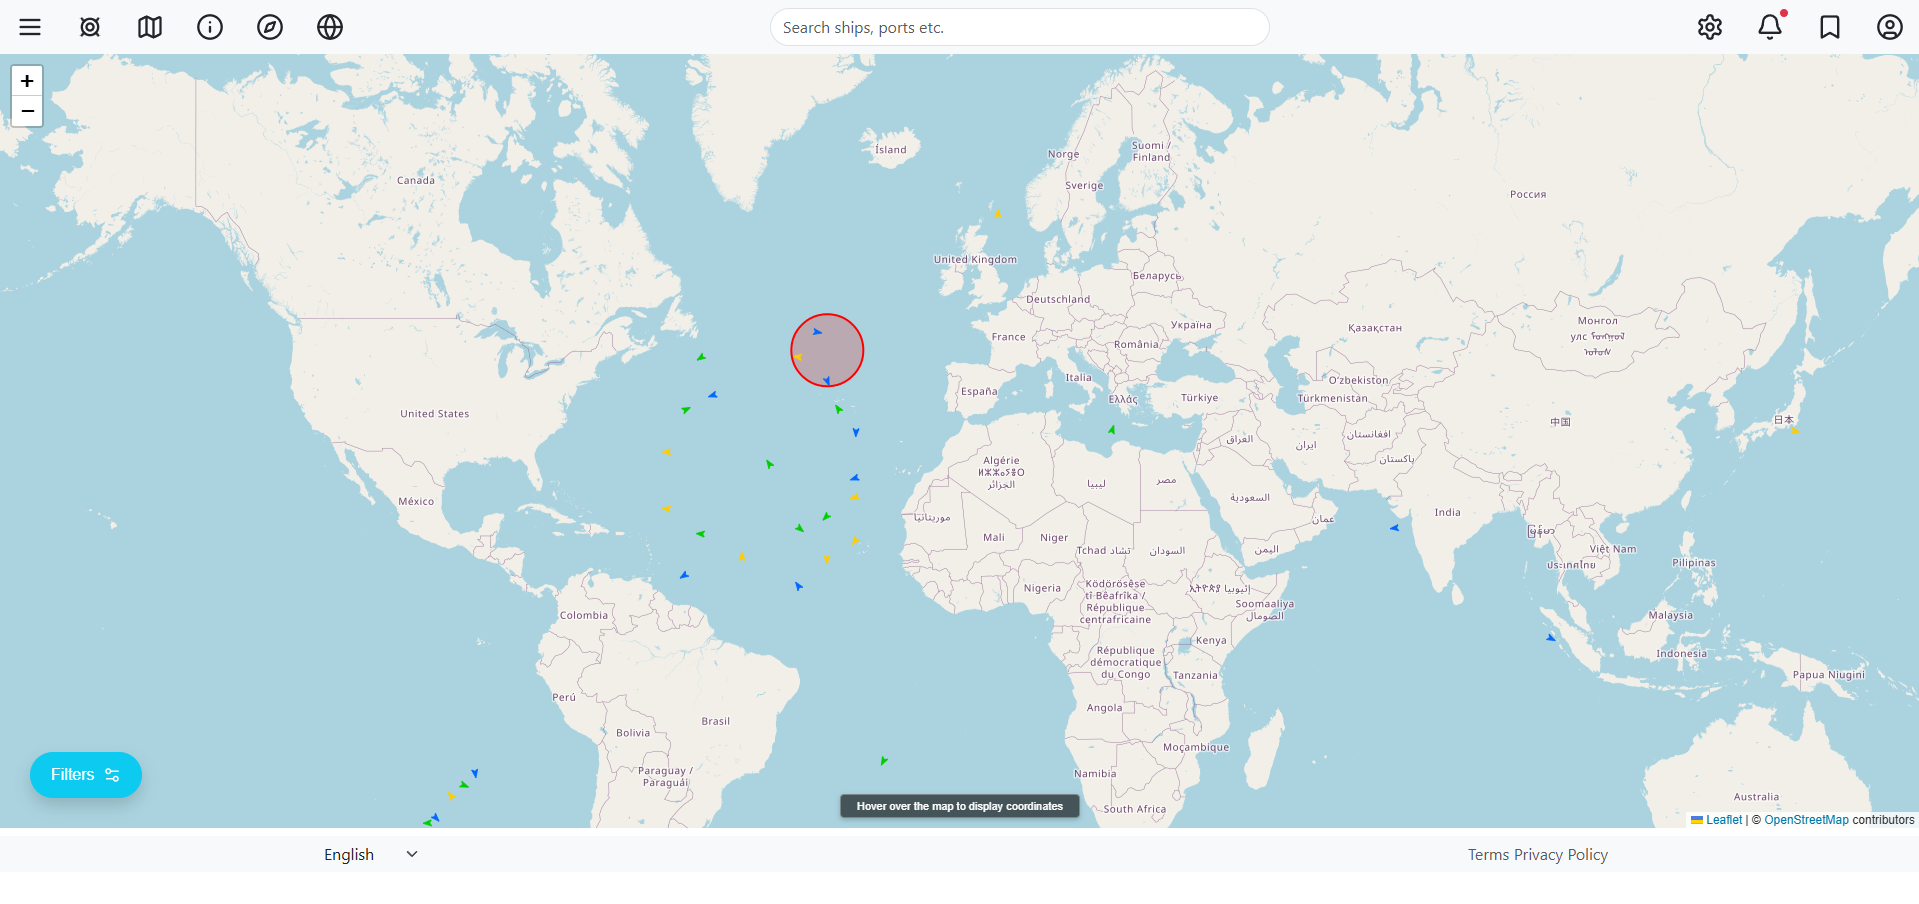 Search ships, ports etc.
+
−
Ísland
Norge
Suomi /
Finland
Canada
Sverige
Россия
United Kingdom
Беларусь
Deutschland
Україна
Монгол
улс
France
Қазақстан
România
Italia
Oʻzbekiston
España
Ελλάς
Türkiye
Türkmenistan
United States
中国
日本
العراق
افغانستان
ایران
پاکستان
Algérie
ⵍⵣⵣⴰⵢⴻⵔ
الجزائر
ليبيا
مصر
México
السعودية
India
موريتانيا
عمان
Mali
Niger
Tchad تشاد
السودان
اليمن
Việt Nam
ประเทศไทย
Pilipinas
Nigeria
Ködörösêse
tî Bêafrîka /
République
centrafricaine
Soomaaliya
الصومال
Colombia
Malaysia
Kenya
Indonesia
République
démocratique
du Congo
Tanzania
Papua Niugini
Perú
Angola
Brasil
Bolivia
Moçambique
Paraguay /
Paraguái
Namibia
South Africa
Australia
Filters
Hover over the map to display coordinates
Leaflet | © OpenStreetMap contributors
English
Terms Privacy Policy